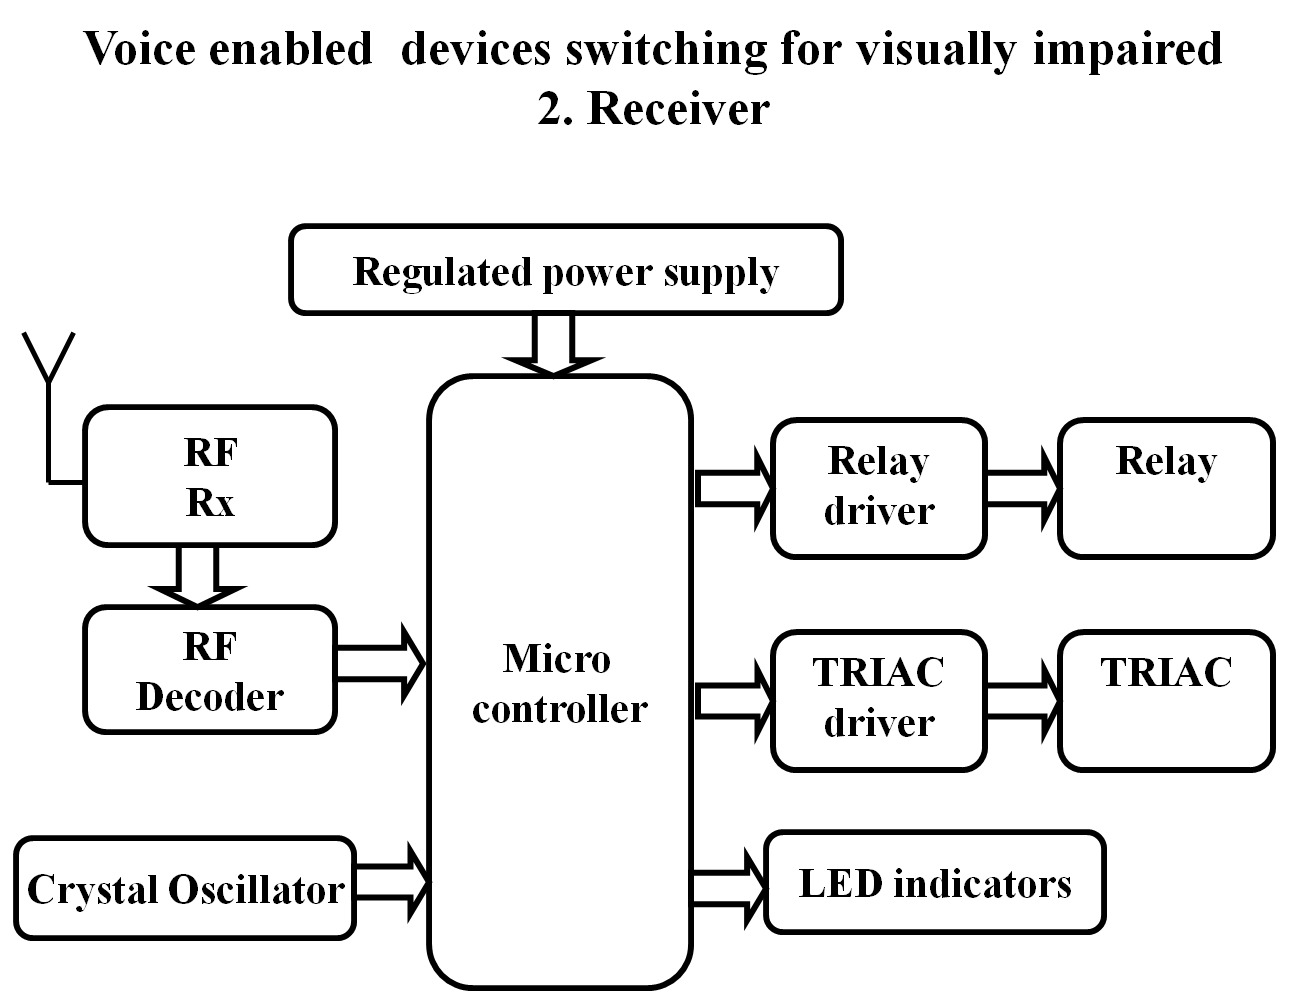 Voice enabled  devices switching for visually impaired
2. Receiver
Regulated power supply
RF
Rx
RF
Decoder
Crystal Oscillator
Micro
controller
Relay
driver
Relay
TRIAC
driver
TRIAC
LED indicators